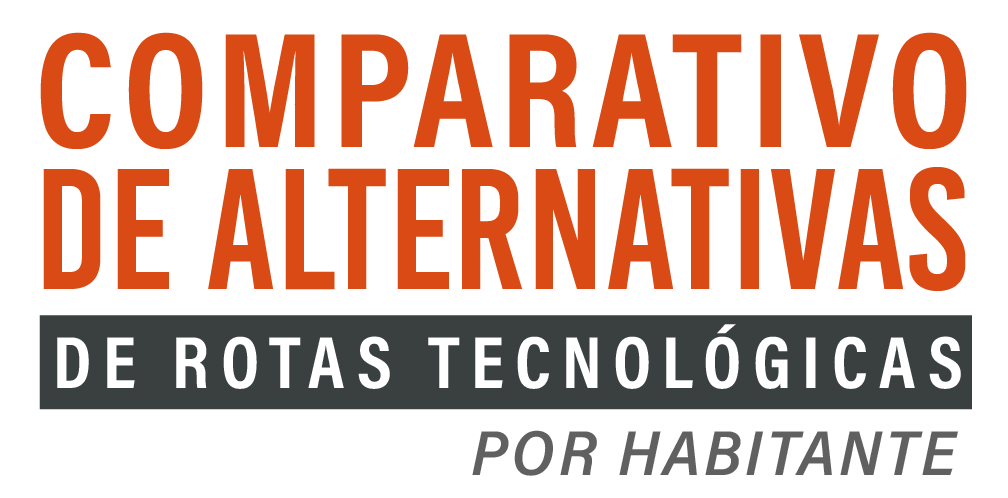 COMPARATIVO
DE ALTERNATIVAS
DE ROTAS TECNOLÓGICAS
POR HABITANTE